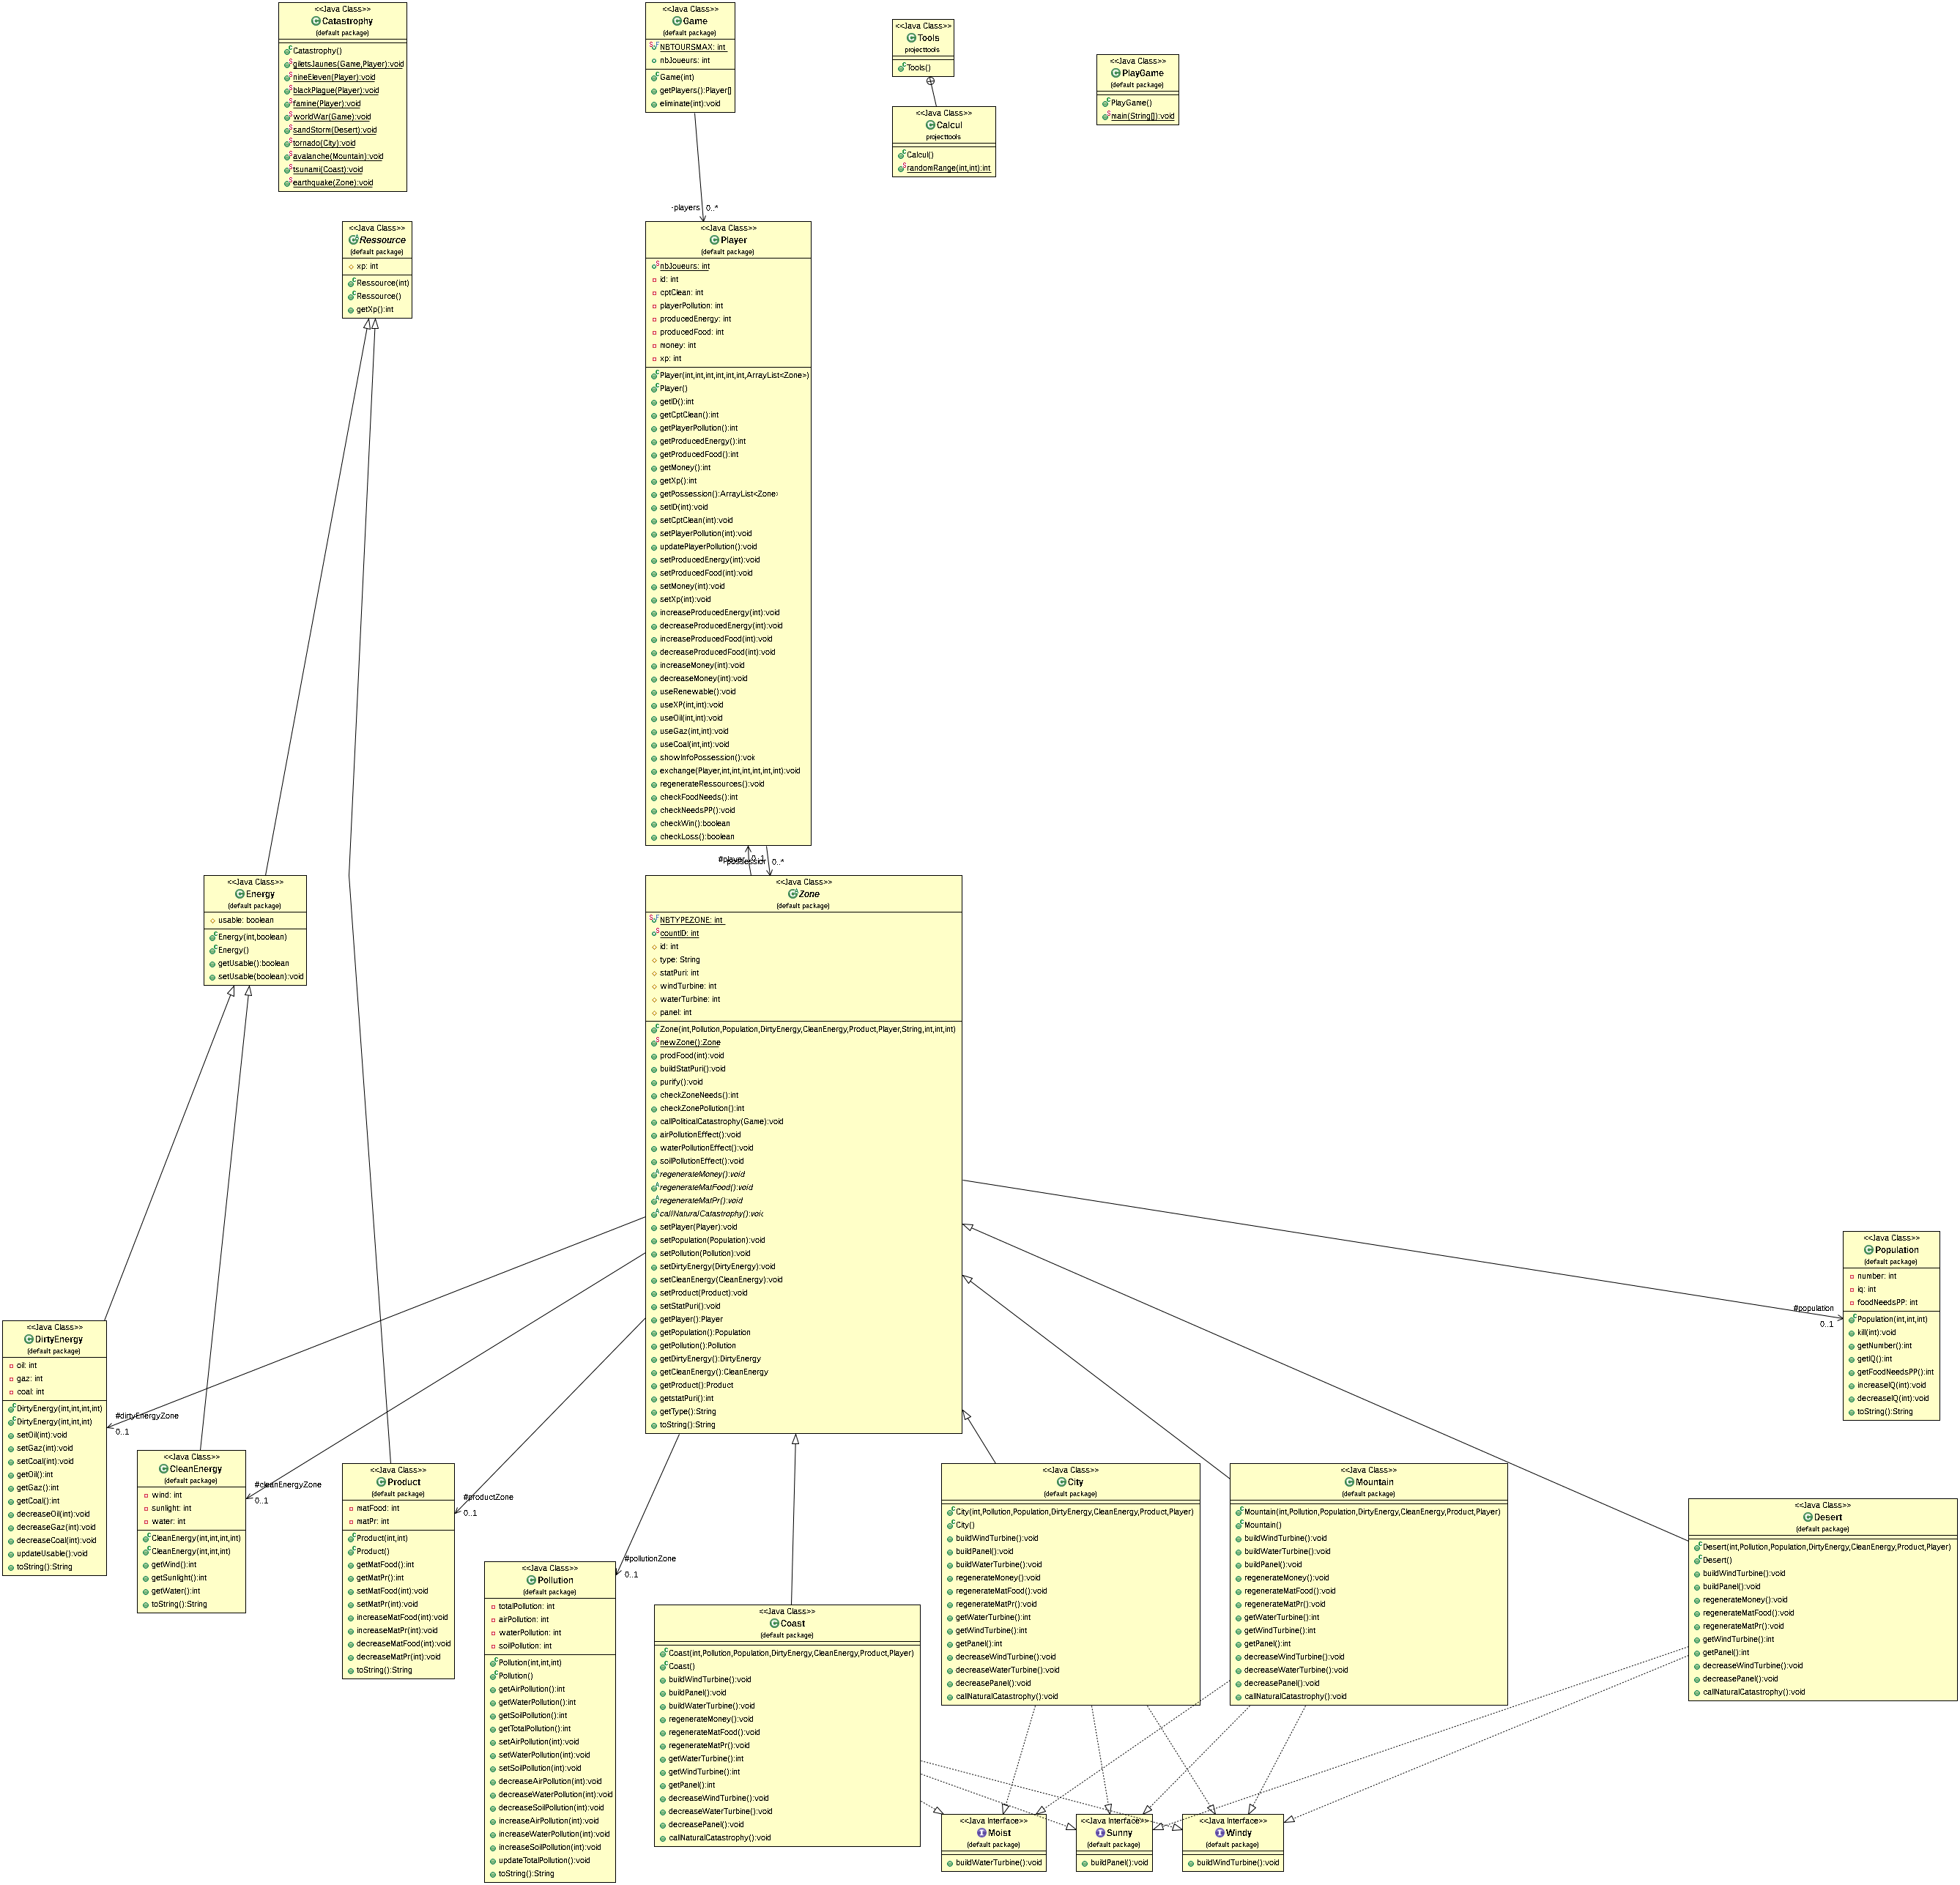 <<Java Class>>
Catastrophy
(default package)
Catastrophy()
giletsJaunes(Game,Player):void
nineEleven(Player):void
blackPlague(Player):void
famine(Player):void
worldWar(Game):void
sandStorm(Desert):void
tornado(City):void
avalanche(Mountain):void
tsunami(Coast):void
earthquake(Zone):void
<<Java Class>>
Game
(default package)
NBTOURSMAX: int
nbJoueurs: int
Game(int)
getPlayers():Player[]
eliminate(int):void
<<Java Class>>
Tools
projecttools
Tools()
<<Java Class>>
Calcul
projecttools
Calcul()
randomRange(int,int):int
<<Java Class>>
PlayGame
(default package)
PlayGame()
main(String[]):void
-players 0..*
<<Java Class>>
Ressource
(default package)
xp: int
Ressource(int)
Ressource()
getXp():int
<<Java Class>>
Player
(default package)
nbJoueurs: int
id: int
cptClean: int
playerPollution: int
producedEnergy: int
producedFood: int
money: int
xp: int
Player(int,int,int,int,int,int,ArrayList<Zone>)
Player()
getID():int
getCptClean():int
getPlayerPollution():int
getProducedEnergy():int
getProducedFood():int
getMoney():int
getXp():int
getPossession():ArrayList<Zone>
setID(int):void
setCptClean(int):void
setPlayerPollution(int):void
updatePlayerPollution():void
setProducedEnergy(int):void
setProducedFood(int):void
setMoney(int):void
setXp(int):void
increaseProducedEnergy(int):void
decreaseProducedEnergy(int):void
increaseProducedFood(int):void
decreaseProducedFood(int):void
increaseMoney(int):void
decreaseMoney(int):void
useRenewable():void
useXP(int,int):void
useOil(int,int):void
useGaz(int,int):void
useCoal(int,int):void
showInfoPossession():void
exchange(Player,int,int,int,int,int,int):void
regenerateRessources():void
checkFoodNeeds():int
checkNeedsPP():void
checkWin():boolean
checkLoss():boolean
#player 0..1
-possession 0..*
<<Java Class>>
Energy
(default package)
usable: boolean
Energy(int,boolean)
Energy()
getUsable():boolean
setUsable(boolean):void
<<Java Class>>
Zone
(default package)
NBTYPEZONE: int
countID: int
id: int
type: String
statPuri: int
windTurbine: int
waterTurbine: int
panel: int
Zone(int,Pollution,Population,DirtyEnergy,CleanEnergy,Product,Player,String,int,int,int)
newZone():Zone
prodFood(int):void
buildStatPuri():void
purify():void
checkZoneNeeds():int
checkZonePollution():int
callPoliticalCatastrophy(Game):void
airPollutionEffect():void
waterPollutionEffect():void
soilPollutionEffect():void
regenerateMoney():void
regenerateMatFood():void
regenerateMatPr():void
callNaturalCatastrophy():void
setPlayer(Player):void
setPopulation(Population):void
setPollution(Pollution):void
setDirtyEnergy(DirtyEnergy):void
setCleanEnergy(CleanEnergy):void
setProduct(Product):void
setStatPuri():void
getPlayer():Player
getPopulation():Population
getPollution():Pollution
getDirtyEnergy():DirtyEnergy
getCleanEnergy():CleanEnergy
getProduct():Product
getstatPuri():int
getType():String
toString():String
#population
0..1
<<Java Class>>
Population
(default package)
number: int
iq: int
foodNeedsPP: int
Population(int,int,int)
kill(int):void
getNumber():int
getIQ():int
getFoodNeedsPP():int
increaseIQ(int):void
decreaseIQ(int):void
toString():String
<<Java Class>>
DirtyEnergy
(default package)
oil: int
gaz: int
coal: int
DirtyEnergy(int,int,int,int)
DirtyEnergy(int,int,int)
setOil(int):void
setGaz(int):void
setCoal(int):void
getOil():int
getGaz():int
getCoal():int
decreaseOil(int):void
decreaseGaz(int):void
decreaseCoal(int):void
updateUsable():void
toString():String
#dirtyEnergyZone
0..1
<<Java Class>>
CleanEnergy
(default package)
wind: int
sunlight: int
water: int
CleanEnergy(int,int,int,int)
CleanEnergy(int,int,int)
getWind():int
getSunlight():int
getWater():int
toString():String
#cleanEnergyZone
0..1
<<Java Class>>
Product
(default package)
matFood: int
matPr: int
Product(int,int)
Product()
getMatFood():int
getMatPr():int
setMatFood(int):void
setMatPr(int):void
increaseMatFood(int):void
increaseMatPr(int):void
decreaseMatFood(int):void
decreaseMatPr(int):void
toString():String
#productZone
0..1
<<Java Class>>
Pollution
(default package)
totalPollution: int
airPollution: int
waterPollution: int
soilPollution: int
Pollution(int,int,int)
Pollution()
getAirPollution():int
getWaterPollution():int
getSoilPollution():int
getTotalPollution():int
setAirPollution(int):void
setWaterPollution(int):void
setSoilPollution(int):void
decreaseAirPollution(int):void
decreaseWaterPollution(int):void
decreaseSoilPollution(int):void
increaseAirPollution(int):void
increaseWaterPollution(int):void
increaseSoilPollution(int):void
updateTotalPollution():void
toString():String
#pollutionZone
0..1
<<Java Class>>
Coast
(default package)
Coast(int,Pollution,Population,DirtyEnergy,CleanEnergy,Product,Player)
Coast()
buildWindTurbine():void
buildPanel():void
buildWaterTurbine():void
regenerateMoney():void
regenerateMatFood():void
regenerateMatPr():void
getWaterTurbine():int
getWindTurbine():int
getPanel():int
decreaseWindTurbine():void
decreaseWaterTurbine():void
decreasePanel():void
callNaturalCatastrophy():void
<<Java Class>>
City
(default package)
City(int,Pollution,Population,DirtyEnergy,CleanEnergy,Product,Player)
City()
buildWindTurbine():void
buildPanel():void
buildWaterTurbine():void
regenerateMoney():void
regenerateMatFood():void
regenerateMatPr():void
getWaterTurbine():int
getWindTurbine():int
getPanel():int
decreaseWindTurbine():void
decreaseWaterTurbine():void
decreasePanel():void
callNaturalCatastrophy():void
<<Java Class>>
Mountain
(default package)
Mountain(int,Pollution,Population,DirtyEnergy,CleanEnergy,Product,Player)
Mountain()
buildWindTurbine():void
buildWaterTurbine():void
buildPanel():void
regenerateMoney():void
regenerateMatFood():void
regenerateMatPr():void
getWaterTurbine():int
getWindTurbine():int
getPanel():int
decreaseWindTurbine():void
decreaseWaterTurbine():void
decreasePanel():void
callNaturalCatastrophy():void
<<Java Class>>
Desert
(default package)
Desert(int,Pollution,Population,DirtyEnergy,CleanEnergy,Product,Player)
Desert()
buildWindTurbine():void
buildPanel():void
regenerateMoney():void
regenerateMatFood():void
regenerateMatPr():void
getWindTurbine():int
getPanel():int
decreaseWindTurbine():void
decreasePanel():void
callNaturalCatastrophy():void
<<Java Interface>>
Moist
(default package)
buildWaterTurbine():void
<<Java Interface>>
Sunny
(default package)
buildPanel():void
<<Java Interface>>
Windy
(default package)
buildWindTurbine():void